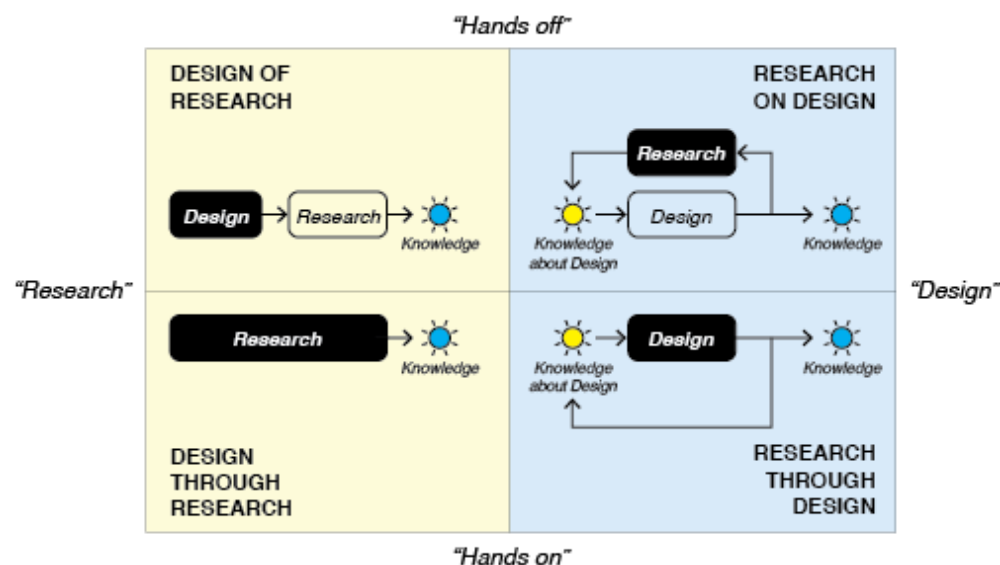 “Hands off”
DESIGN OF
RESEARCH
Design
Research
Knowledge
RESEARCH
ON DESIGN
Research
Knowledge
about Design
Design
Knowledge
“Research”
“Design”
Research
Knowledge
DESIGN
THROUGH
RESEARCH
Knowledge
about Design
Design
Knowledge
RESEARCH
THROUGH
DESIGN
“Hands on”